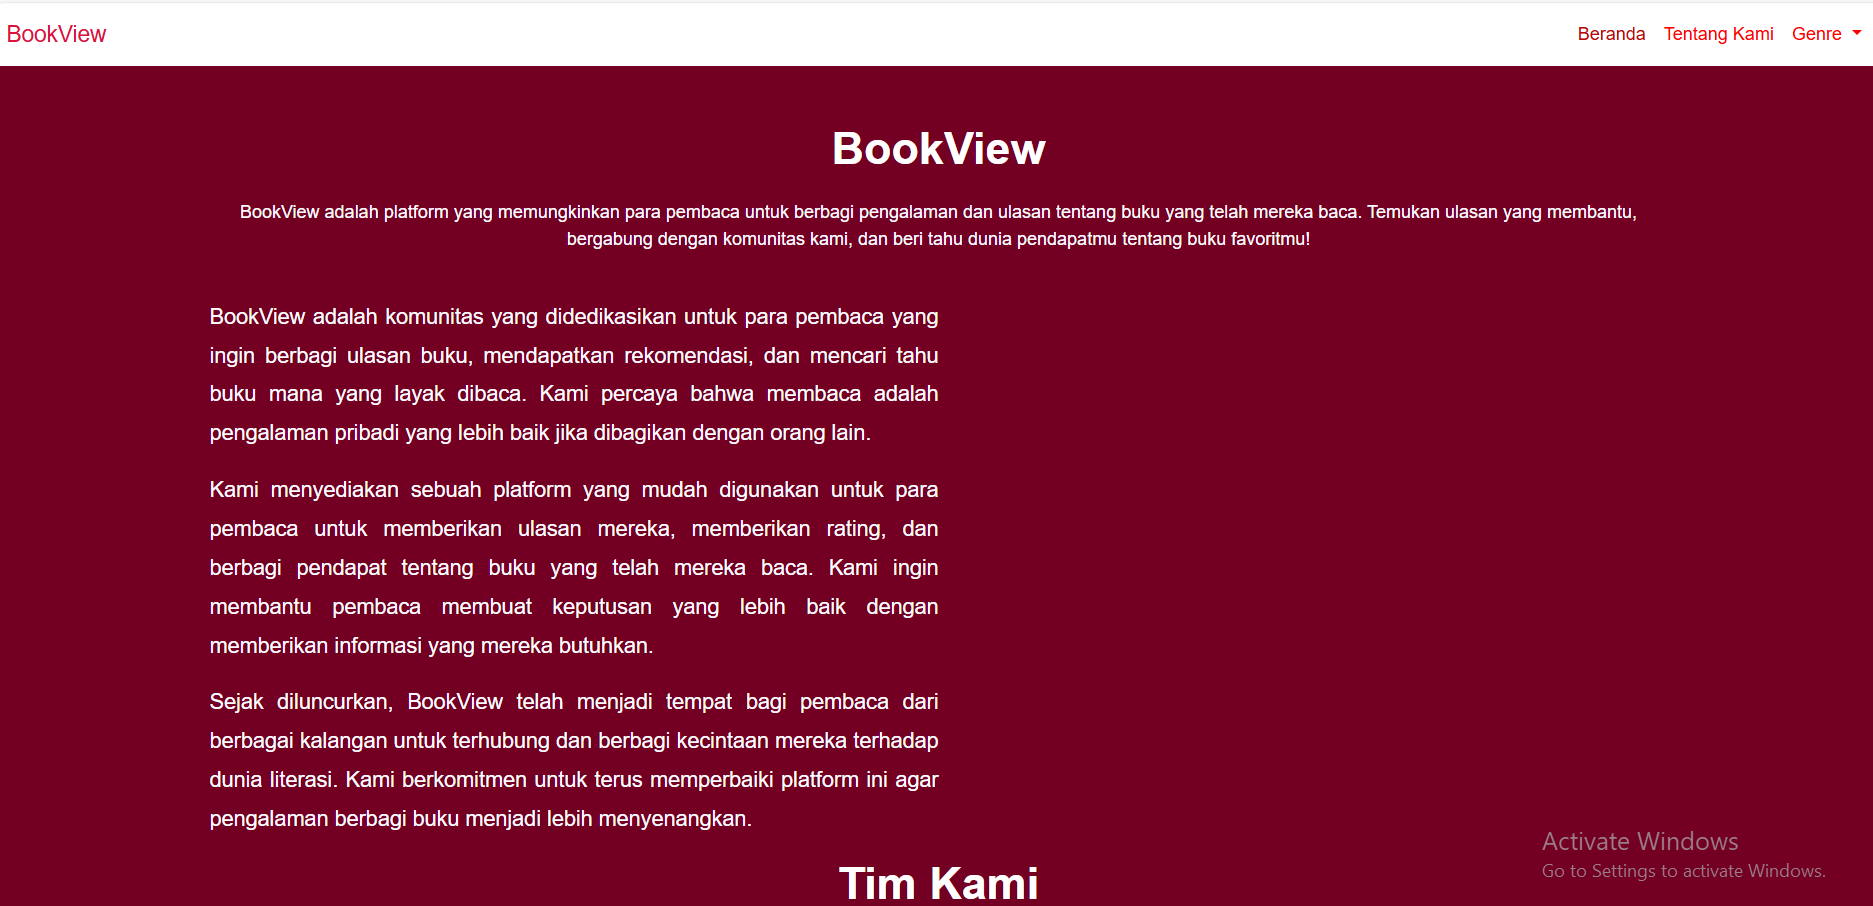 BookView
Beranda Tentang Kami Genre
BookView
BookView adalah platform yang memungkinkan para pembaca untuk berbagi pengalaman dan ulasan tentang buku yang telah mereka baca. Temukan ulasan yang membantu,
bergabung dengan komunitas kami, dan beri tahu dunia pendapatmu tentang buku favoritmu!
BookView adalah komunitas yang didedikasikan untuk para pembaca yang
ingin berbagi ulasan buku, mendapatkan rekomendasi, dan mencari tahu
buku mana yang layak dibaca. Kami percaya bahwa membaca adalah
pengalaman pribadi yang lebih baik jika dibagikan dengan orang lain.
Kami menyediakan sebuah platform yang mudah digunakan untuk para
pembaca untuk memberikan ulasan mereka, memberikan rating, dan
berbagi pendapat tentang buku yang telah mereka baca. Kami ingin
membantu pembaca membuat keputusan yang lebih baik dengan
memberikan informasi yang mereka butuhkan.
Sejak diluncurkan, BookView telah menjadi tempat bagi pembaca dari
berbagai kalangan untuk terhubung dan berbagi kecintaan mereka terhadap
dunia literasi. Kami berkomitmen untuk terus memperbaiki platform ini agar
pengalaman berbagi buku menjadi lebih menyenangkan.
Tim Kami
Activate Windows
Go to Settings to activate Windows.